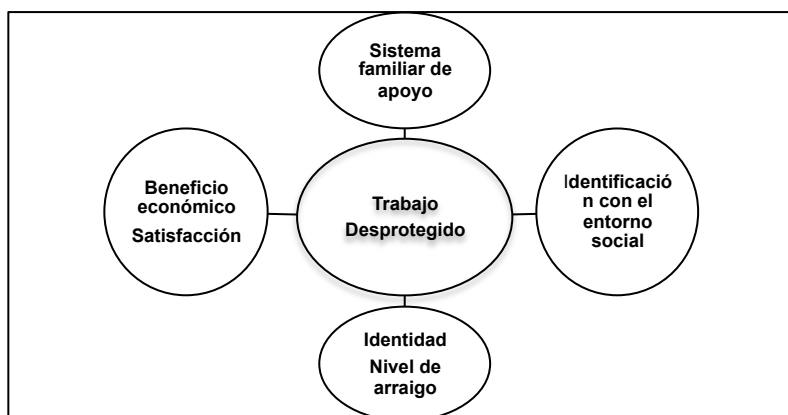 Sistema
familiar de
apoyo
Beneficio
económico
Satisfacción
Trabajo
Desprotegido
Identificació
n con el
entorno
social
Identidad
Nivel de
arraigo